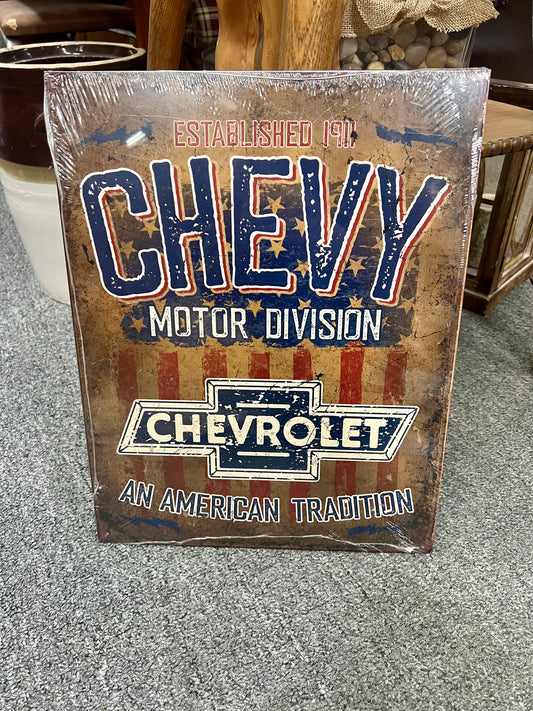 ESTABLISHED 1911
CHEVY
MOTOR DIVISION
CHEVROLET
AN AMERICAN TRADITION